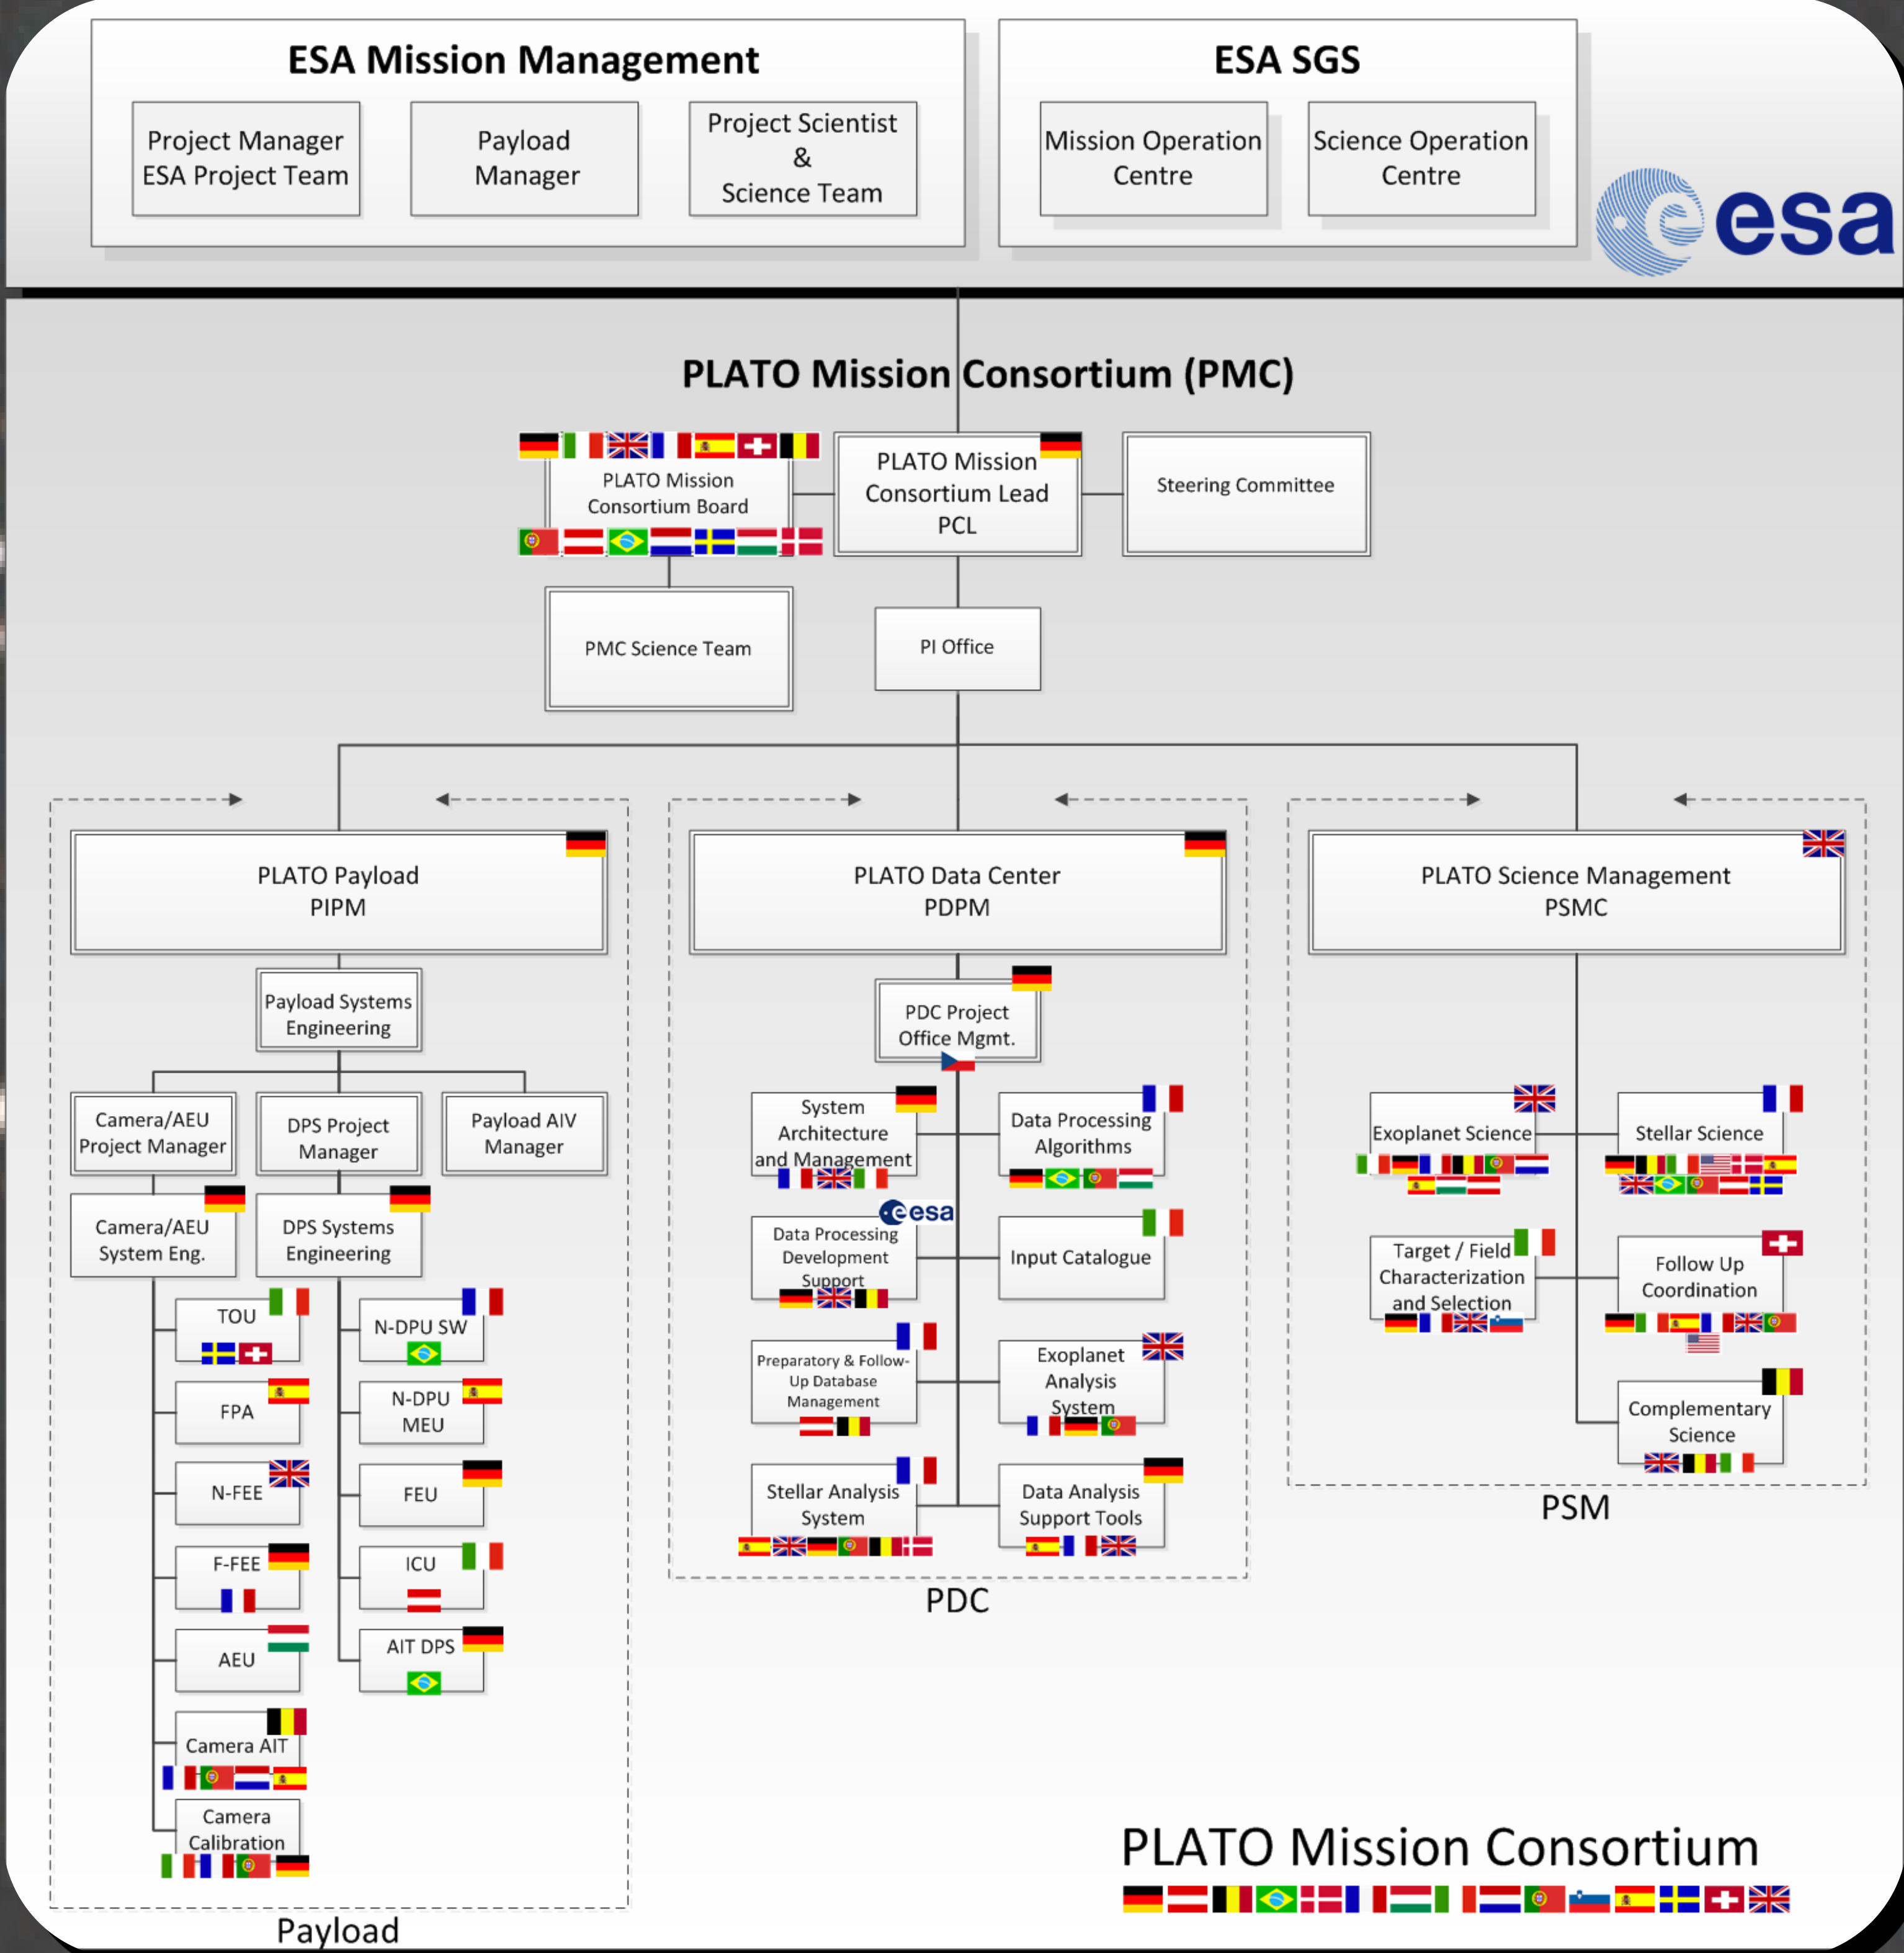 ESA Mission Management
Project Manager
ESA Project Team
Payload
Manager
Project Scientist
&
Science Team
ESA SGS
Mission Operation
Centre
Science Operation
Centre
esa
PLATO Mission Consortium (PMC)
PLATO Mission
Consortium Board
PLATO Mission
Consortium Lead
PCL
Steering Committee
PMC Science Team
PI Office
PLATO Payload
PIPM
PLATO Data Center
PDPM
PLATO Science Management
PSMC
Payload Systems
Engineering
Camera/AEU
Project Manager
DPS Project
Manager
Payload AIV
Manager
Camera/AEU
System Eng.
DPS Systems
Engineering
TOU
FPA
N-FEE
F-FEE
AEU
Camera AIT
Camera
Calibration
N-DPU SW
N-DPU
MEU
FEU
ICU
AIT DPS
Payload
PDC Project
Office Mgmt.
System
Architecture
and Management
Data Processing
Algorithms
esa
Data Processing
Development
Support
Input Catalogue
Preparatory & Follow-
Up Database
Management
Exoplanet
Analysis
System
Stellar Analysis
System
Data Analysis
Support Tools
PDC
Exoplanet Science
Stellar Science
Target / Field
Characterization
and Selection
Follow Up
Coordination
Complementary
Science
PSM
PLATO Mission Consortium